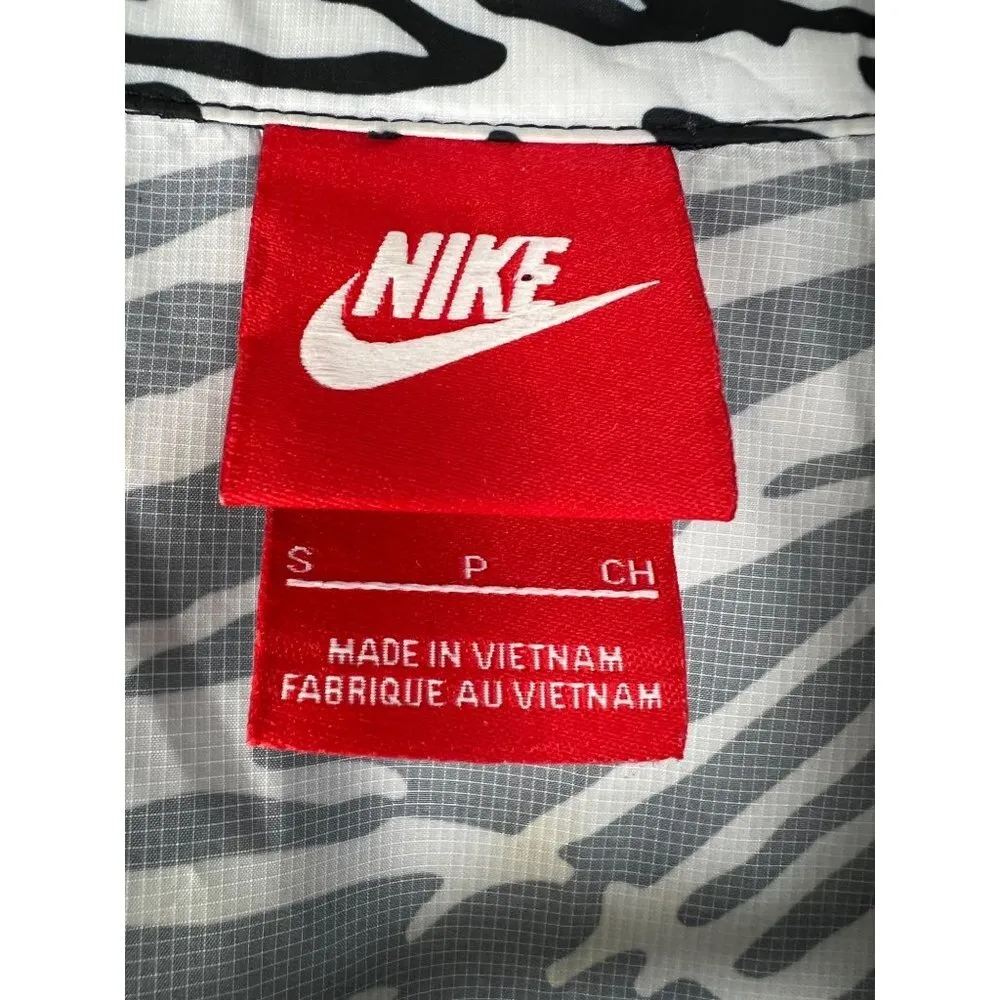 NIKE
S P CH
MADE IN VIETNAM
FABRIQUE AU VIETNAM